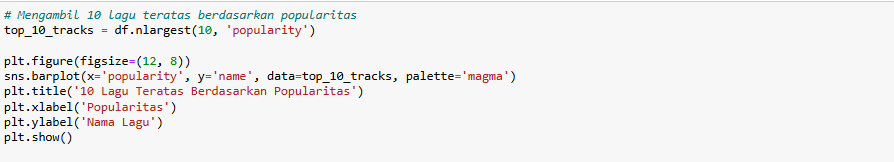 # Mengambil 10 lagu teratas berdasarkan popularitas
top_10_tracks = df.nlargest(10, 'popularity')
plt.figure(figsize=(12, 8))
sns.barplot(x='popularity', y='name', data=top_10_tracks, palette='magma')
plt.title('10 Lagu Teratas Berdasarkan Popularitas')
plt.xlabel('Popularitas')
plt.ylabel('Nama Lagu')
plt.show()